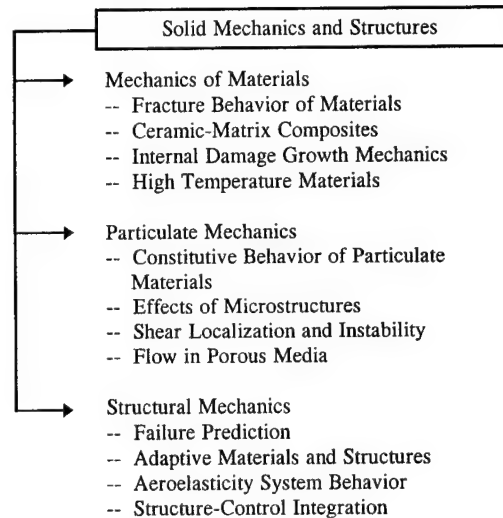 Solid Mechanics and Structures
Mechanics of Materials
-- Fracture Behavior of Materials
-- Ceramic-Matrix Composites
-- Internal Damage Growth Mechanics
-- High Temperature Materials
Particulate Mechanics
-- Constitutive Behavior of Particulate
Materials
-- Effects of Microstructures
-- Shear Localization and Instability
-- Flow in Porous Media
Structural Mechanics
-- Failure Prediction
-- Adaptive Materials and Structures
-- Aeroelasticity System Behavior
-- Structure-Control Integration